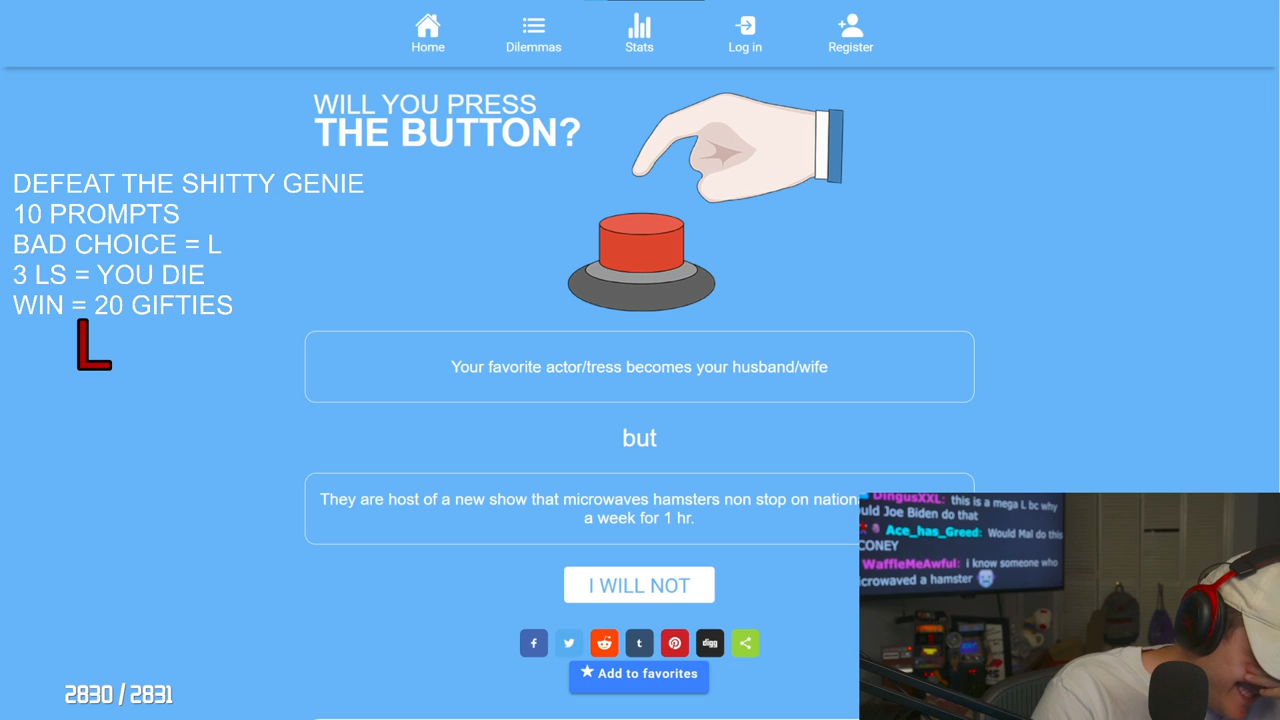 Home
Dilemmas
Stats
Log in
Register
WILL YOU PRESS
THE BUTTON?
DEFEAT THE SHITTY GENIE
10 PROMPTS
BAD CHOICE = L
3 LS = YOU DIE
WIN = 20 GIFTIES
L
Your favorite actor/tress becomes your husband/wife
but
They are host of a new show that microwaves hamsters non stop on nation
a week for 1 hr.
DingusXXL: this is a mega L bc why
ould Joe Biden do that
Ace_has_Greed: Would Mal do this
CONEY
WaffleMeAwful: i know someone who
crowaved a hamster
I WILL NOT
f
t
digg
Add to favorites
2830 / 2831